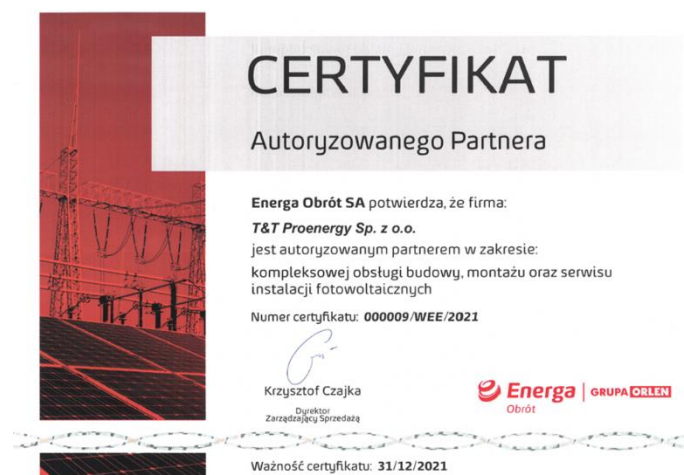 CERTYFIKAT
Autoryzowanego Partnera
Energa Obrót SA potwierdza, że firma:
T&T Proenergy Sp. z o.o.
jest autoryzowanym partnerem w zakresie:
kompleksowej obsługi budowy, montażu oraz serwisu
instalacji fotowoltaicznych
Numer certyfikatu: 000009/WEE/2021
Krzysztof Czajka
Dyrektor
Zarządzający Sprzedażą
Energa | GRUPA ORLEN
Obrót
Ważność certyfikatu: 31/12/2021